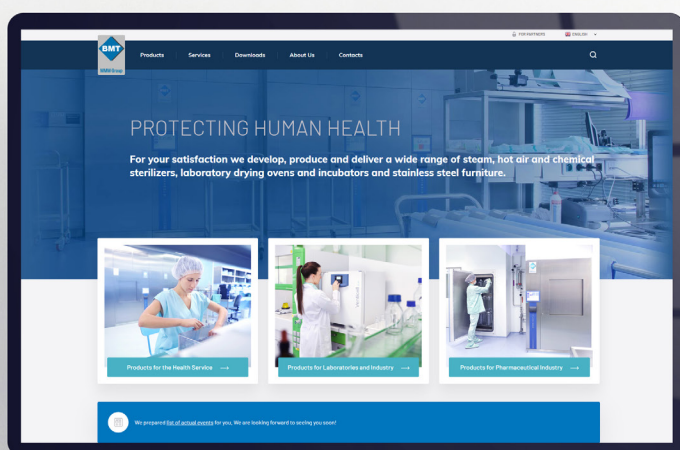 FOR PARTNERS ENGLISH
BMT
MMM Group
Products Services Downloads About Us Contacts
PROTECTING HUMAN HEALTH
For your satisfaction we develop, produce and deliver a wide range of steam, hot air and chemical
sterilizers, laboratory drying ovens and incubators and stainless steel furniture.
Products for the Health Service →
Products for Laboratories and Industry →
Products for Pharmaceutical Industry →
We prepared list of actual events for you, We are looking forward to seeing you soon!